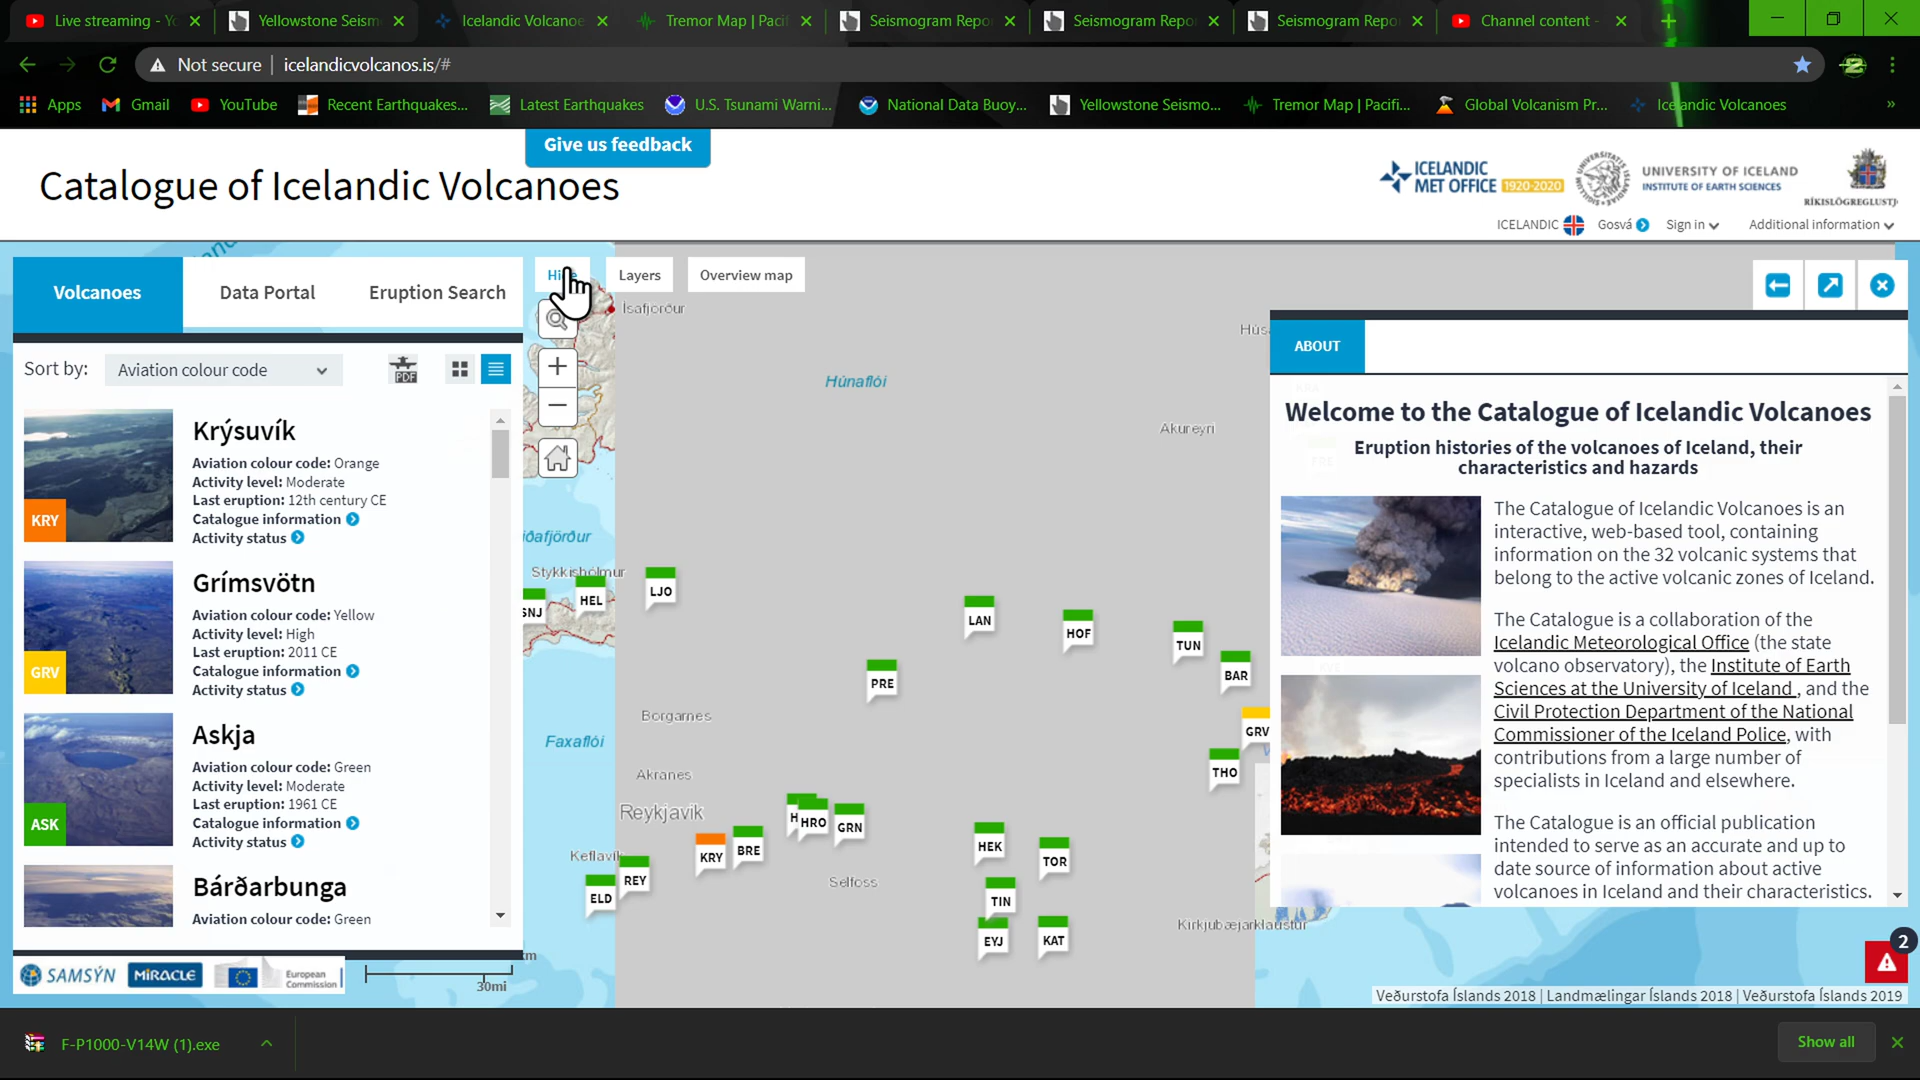 Live streaming - Yo
Yellowstone Seism
Icelandic Volcanoe
Tremor Map | Pacif
Seismogram Repo
Seismogram Repo
Seismogram Repo
Channel content -
Not secure | icelandicvolcanos.is/#
Apps
Gmail
YouTube
Recent Earthquakes...
Latest Earthquakes
U.S. Tsunami Warni...
National Data Buoy...
Yellowstone Seismo...
Tremor Map | Pacifi...
Global Volcanism Pr...
Icelandic Volcanoes
»
Give us feedback
Catalogue of Icelandic Volcanoes
ICELANDIC
MET OFFICE 1920-2020
UNIVERSITY OF ICELAND
INSTITUTE OF EARTH SCIENCES
RÍKISLÖGREGLUSTJ
ICELANDIC
Gosvá
Sign in
Additional information
Volcanoes
Data Portal
Eruption Search
Layers
Overview map
Sort by: Aviation colour code
PDF
Krýsuvík
Aviation colour code: Orange
Activity level: Moderate
Last eruption: 12th century CE
Catalogue information
Activity status
KRY
Grímsvötn
Aviation colour code: Yellow
Activity level: High
Last eruption: 2011 CE
Catalogue information
Activity status
GRV
Askja
Aviation colour code: Green
Activity level: Moderate
Last eruption: 1961 CE
Catalogue information
Activity status
ASK
Bárðarbunga
Aviation colour code: Green
SAMSÝN
MIRACLE
European
Commission
km
30mi
Ísafjörður
Húsa
Húnaflói
Akureyri
iðafjörður
Stykkishólmur
SNJ
HEL
LJO
LAN
HOF
TUN
PRE
BAR
Borgarnes
GRV
Faxaflói
THO
Akranes
Reykjavík
H
HRO
GRN
KRY
BRE
HEK
TOR
Keflavík
REY
ELD
Selfoss
TIN
EYJ
KAT
Kirkjubæjarklaustur
ABOUT
Welcome to the Catalogue of Icelandic Volcanoes
Eruption histories of the volcanoes of Iceland, their
characteristics and hazards
The Catalogue of Icelandic Volcanoes is an
interactive, web-based tool, containing
information on the 32 volcanic systems that
belong to the active volcanic zones of Iceland.
The Catalogue is a collaboration of the
Icelandic Meteorological Office (the state
volcano observatory), the Institute of Earth
Sciences at the University of Iceland , and the
Civil Protection Department of the National
Commissioner of the Iceland Police, with
contributions from a large number of
specialists in Iceland and elsewhere.
The Catalogue is an official publication
intended to serve as an accurate and up to
date source of information about active
volcanoes in Iceland and their characteristics.
2
Veðurstofa Íslands 2018 | Landmælingar Íslands 2018 | Veðurstofa Íslands 2019
F-P1000-V14W (1).exe
Show all